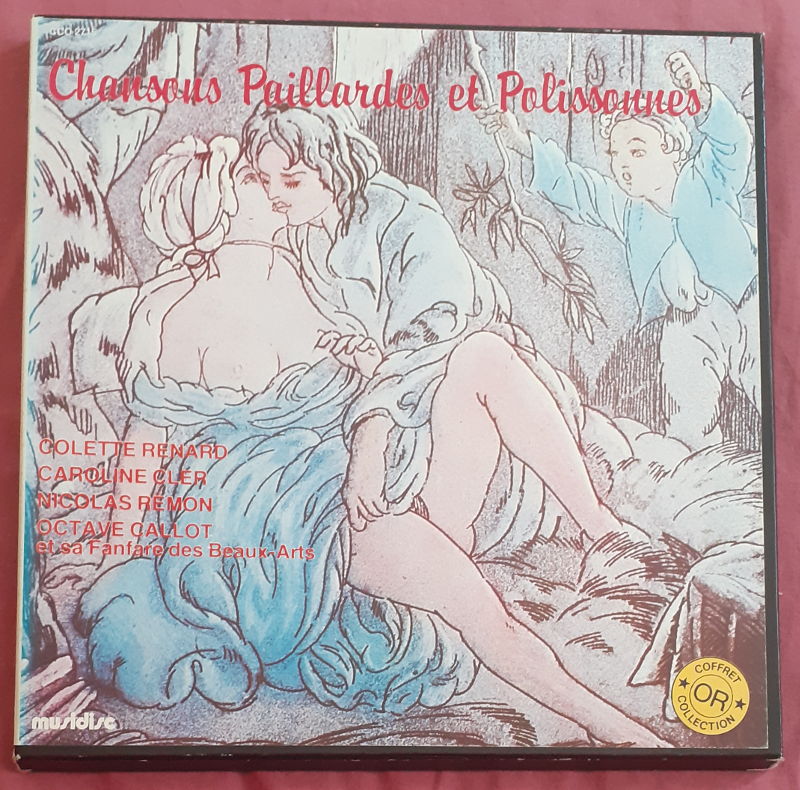 Chansons Paillardes et Polissonnes
COLETTE RENARD
CAROLINE CLER
NICOLAS REMON
OCTAVE CALLOT
et sa Fanfare des Beaux-Arts
musidisc
COFFRET
OR
COLLECTION